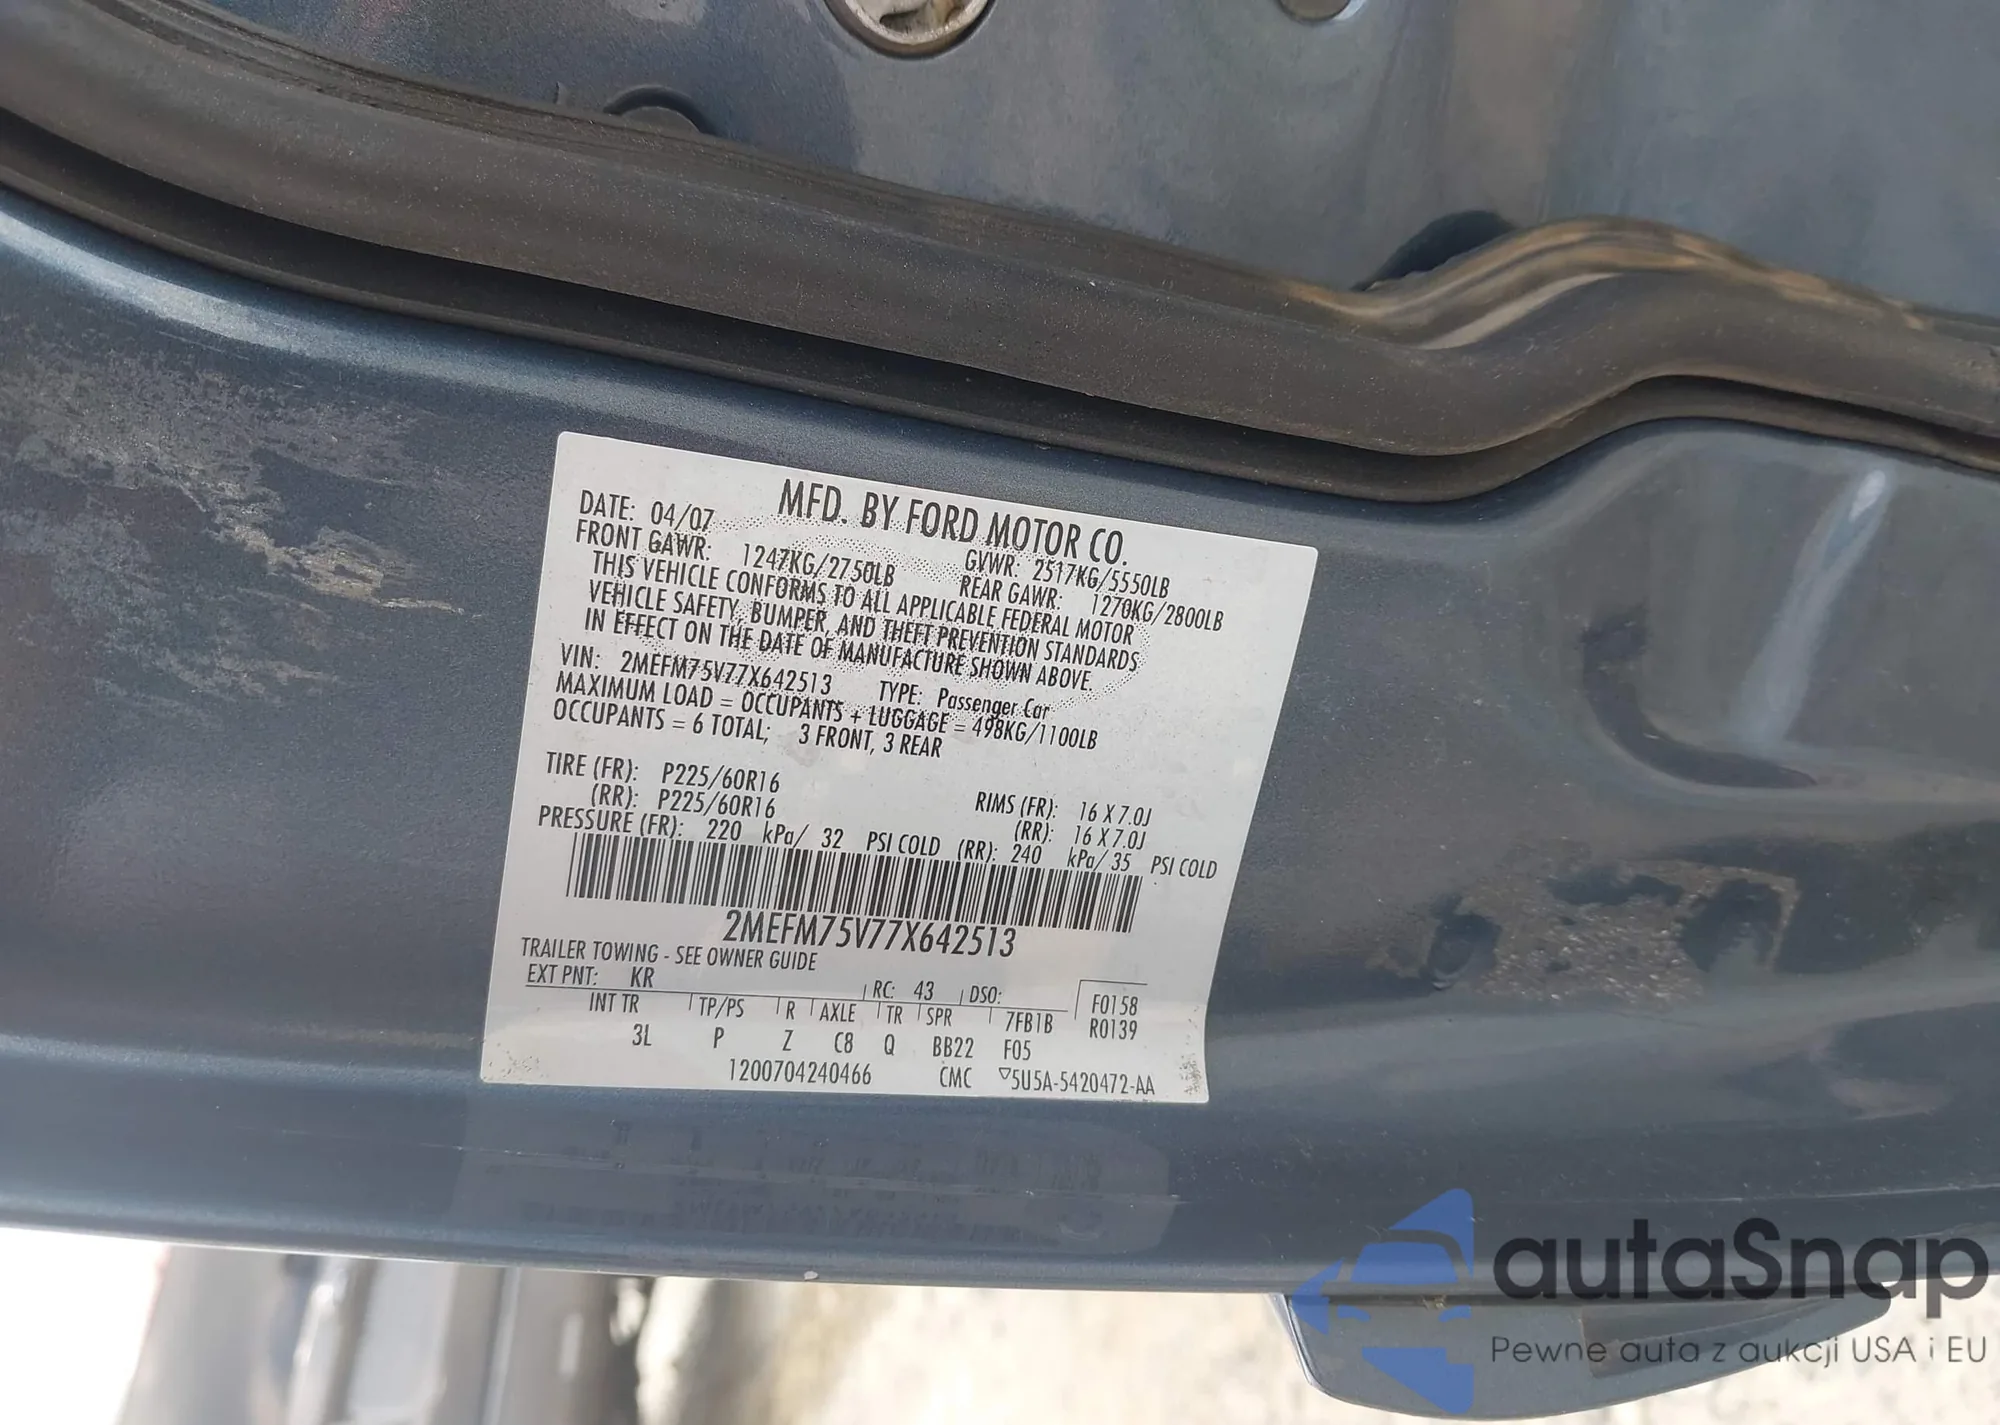 MFD. BY FORD MOTOR CO.
DATE: 04/07 GVWR: 2517KG/5550LB
FRONT GAWR: 1247KG/2750LB REAR GAWR: 1270KG/2800LB
THIS VEHICLE CONFORMS TO ALL APPLICABLE FEDERAL MOTOR
VEHICLE SAFETY, BUMPER, AND THEFT PREVENTION STANDARDS
IN EFFECT ON THE DATE OF MANUFACTURE SHOWN ABOVE.
VIN: 2MEFM75V77X642513 TYPE: Passenger Car
MAXIMUM LOAD = OCCUPANTS + LUGGAGE = 498KG/1100LB
OCCUPANTS = 6 TOTAL; 3 FRONT, 3 REAR
TIRE (FR): P225/60R16 RIMS (FR): 16 X 7.0J
(RR): P225/60R16 (RR): 16 X 7.0J
PRESSURE (FR): 220 kPa/ 32 PSI COLD (RR): 240 kPa/ 35 PSI COLD
2MEFM75V77X642513
TRAILER TOWING - SEE OWNER GUIDE
EXT PNT: KR RC: 43 DSO: F0158
INT TR TP/PS R AXLE TR SPR 7FB1B R0139
3L P Z C8 Q BB22 F05
1200704240466 CMC ▽5U5A-5420472-AA
autaSnap
Pewne auta z aukcji USA i EU